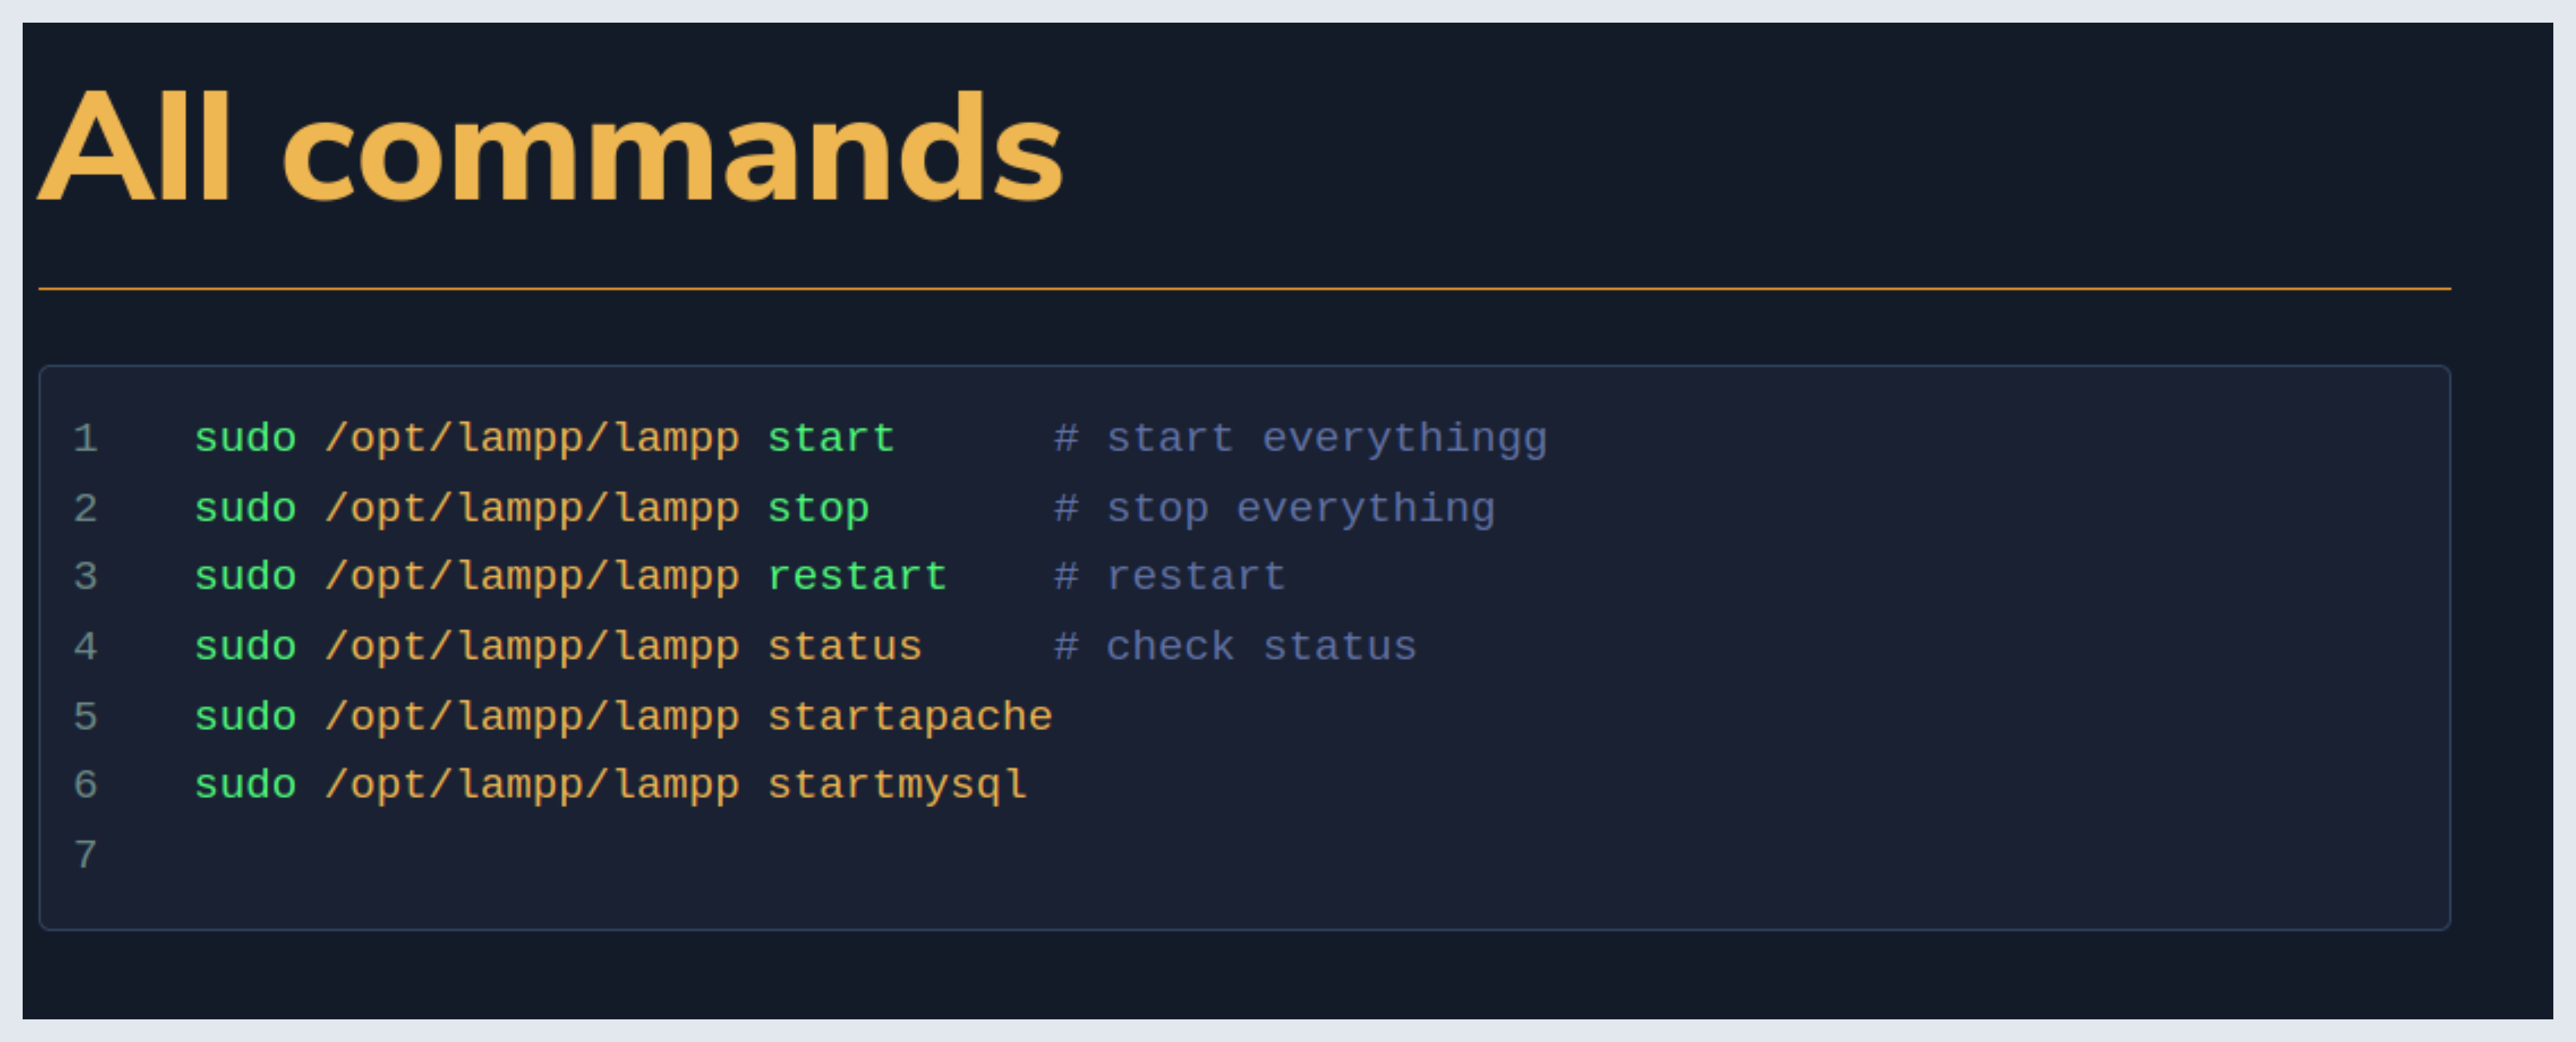 All commands
1 sudo /opt/lampp/lampp start # start everythingg
2 sudo /opt/lampp/lampp stop # stop everything
3 sudo /opt/lampp/lampp restart # restart
4 sudo /opt/lampp/lampp status # check status
5 sudo /opt/lampp/lampp startapache
6 sudo /opt/lampp/lampp startmysql
7